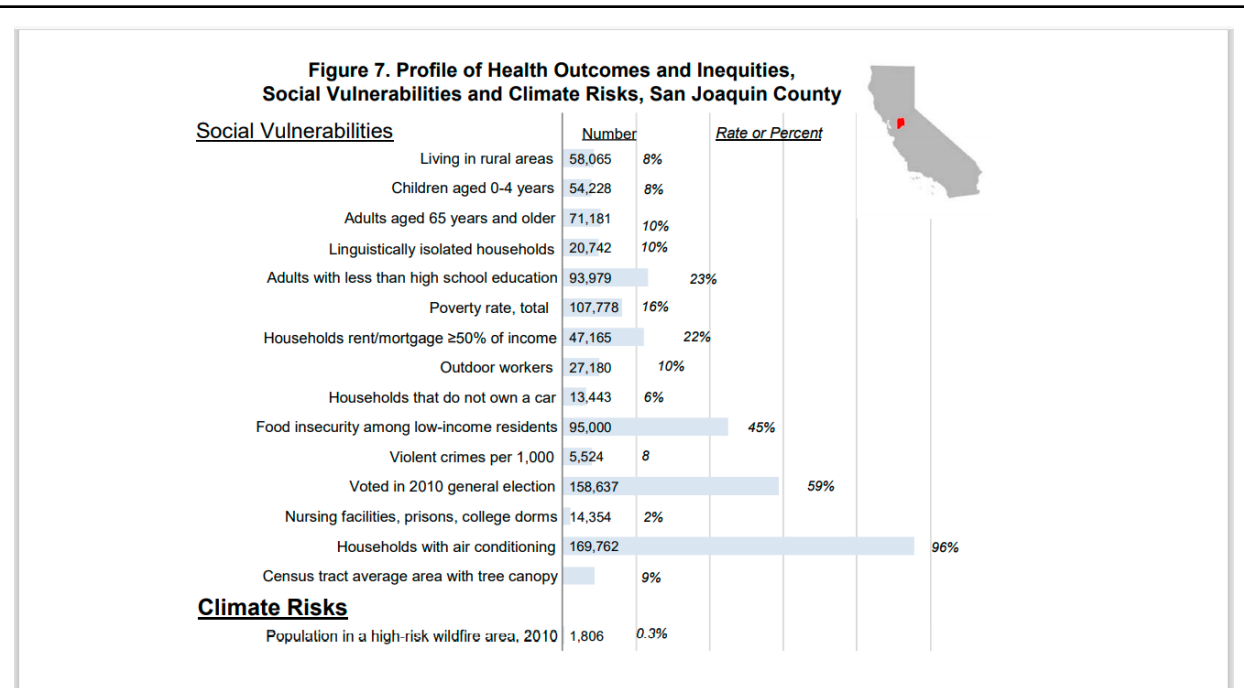 Figure 7. Profile of Health Outcomes and Inequities,
Social Vulnerabilities and Climate Risks, San Joaquin County
Social Vulnerabilities Number Rate or Percent
Living in rural areas 58,065 8%
Children aged 0-4 years 54,228 8%
Adults aged 65 years and older 71,181 10%
Linguistically isolated households 20,742 10%
Adults with less than high school education 93,979 23%
Poverty rate, total 107,778 16%
Households rent/mortgage ≥50% of income 47,165 22%
Outdoor workers 27,180 10%
Households that do not own a car 13,443 6%
Food insecurity among low-income residents 95,000 45%
Violent crimes per 1,000 5,524 8
Voted in 2010 general election 158,637 59%
Nursing facilities, prisons, college dorms 14,354 2%
Households with air conditioning 169,762 96%
Census tract average area with tree canopy 9%
Climate Risks
Population in a high-risk wildfire area, 2010 1,806 0.3%